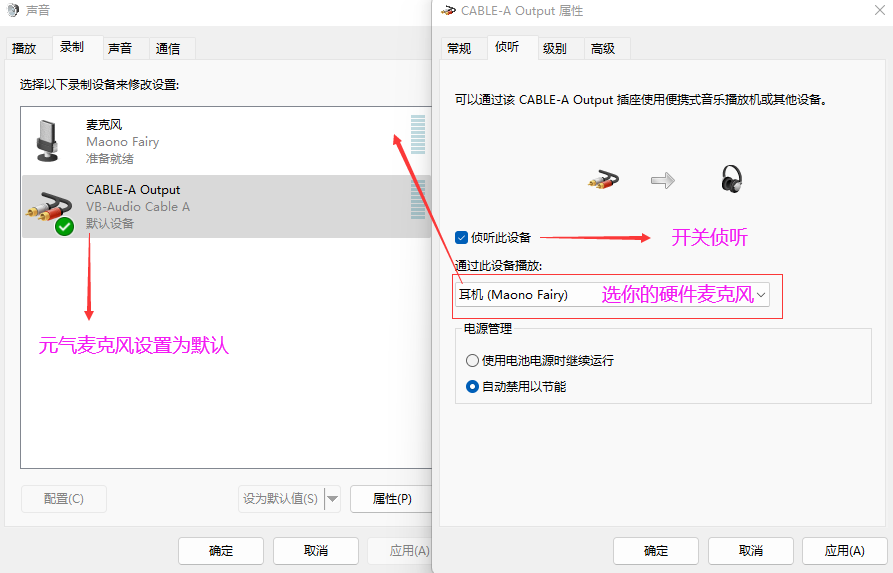 声音
播放
录制
声音
通信
选择以下录制设备来修改设置:
麦克风
Maono Fairy
准备就绪
CABLE-A Output
VB-Audio Cable A
默认设备
元气麦克风设置为默认
配置(C)
设为默认值(S)
属性(P)
确定
取消
应用(A)
CABLE-A Output 属性
常规
侦听
级别
高级
可以通过该 CABLE-A Output 插座使用便携式音乐播放机或其他设备。
侦听此设备
开关侦听
通过此设备播放:
耳机 (Maono Fairy)
选你的硬件麦克风
电源管理
使用电池电源时继续运行
自动禁用以节能
确定
取消
应用(A)